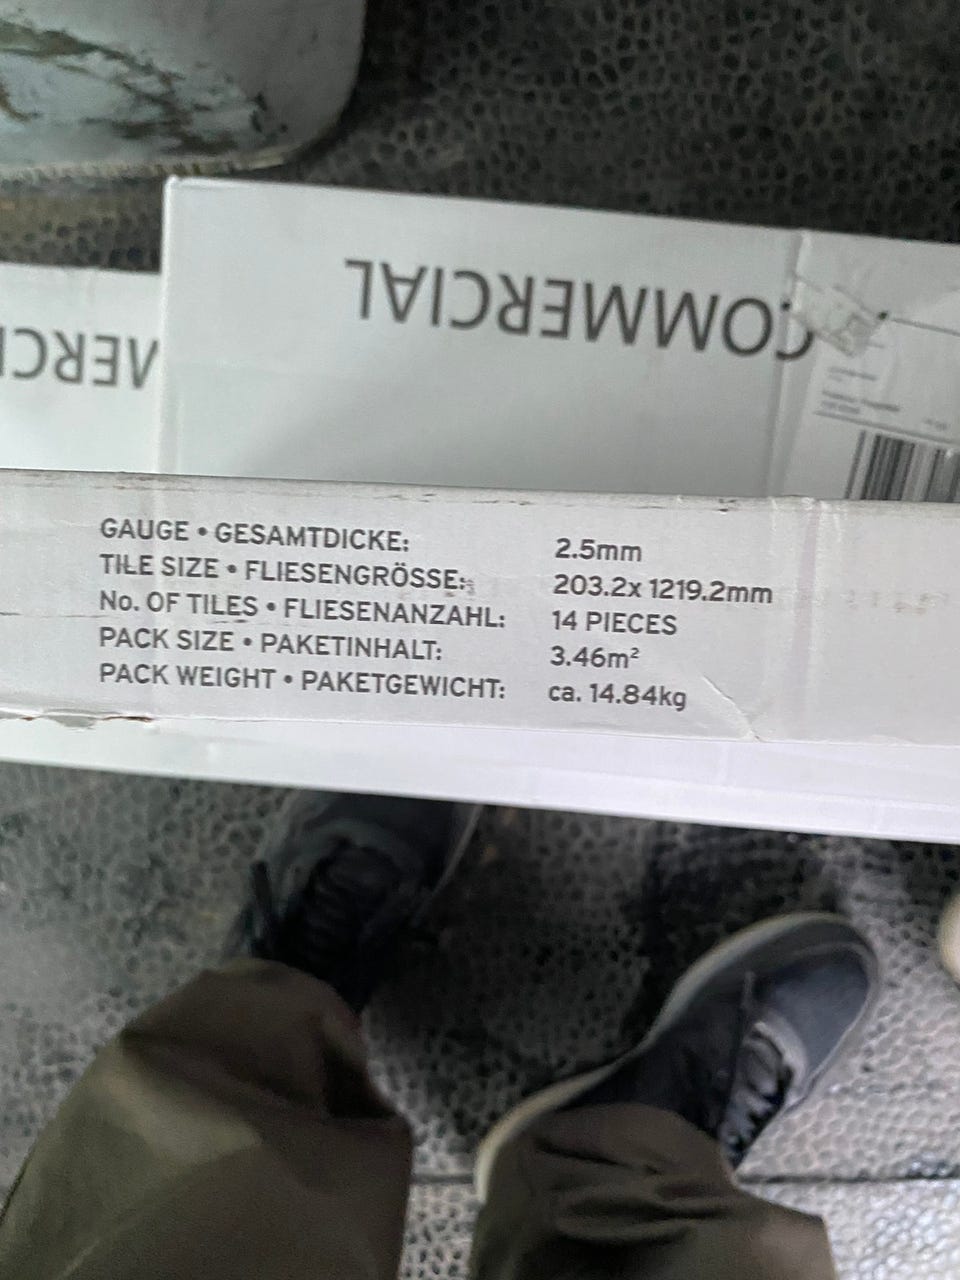 COMMERCIAL
MERCI
GAUGE • GESAMTDICKE: 2.5mm
TILE SIZE • FLIESENGRÖSSE: 203.2x 1219.2mm
No. OF TILES • FLIESENANZAHL: 14 PIECES
PACK SIZE • PAKETINHALT: 3.46m²
PACK WEIGHT • PAKETGEWICHT: ca. 14.84kg